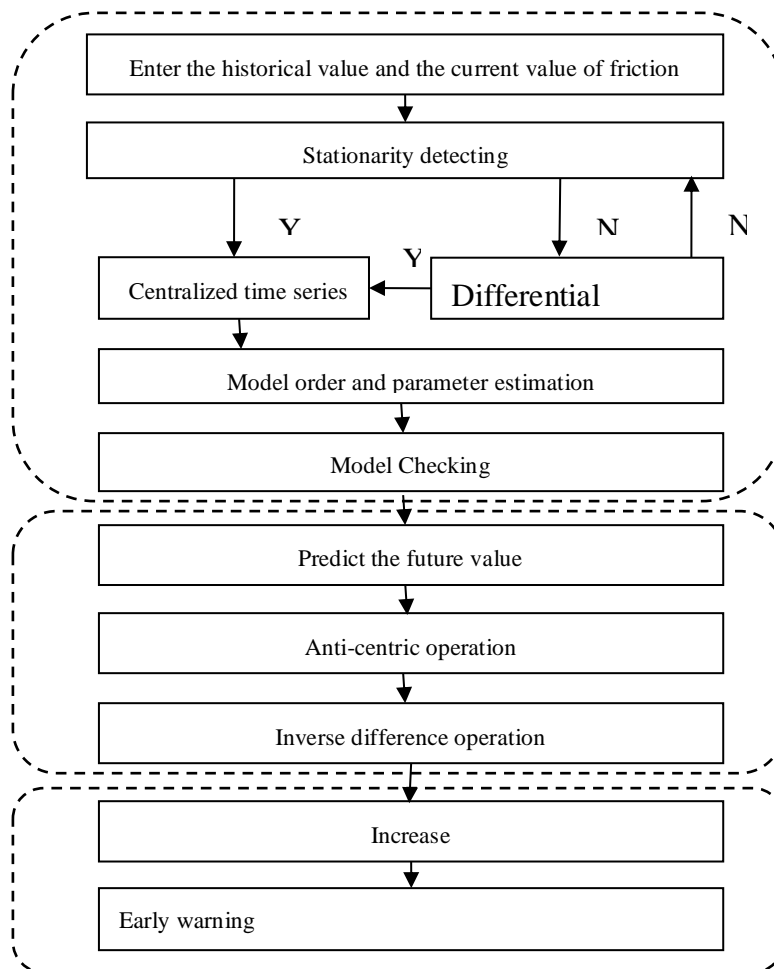 Enter the historical value and the current value of friction
Stationarity detecting
Y
N
N
Y
Centralized time series
Differential
Model order and parameter estimation
Model Checking
Predict the future value
Anti-centric operation
Inverse difference operation
Increase
Early warning